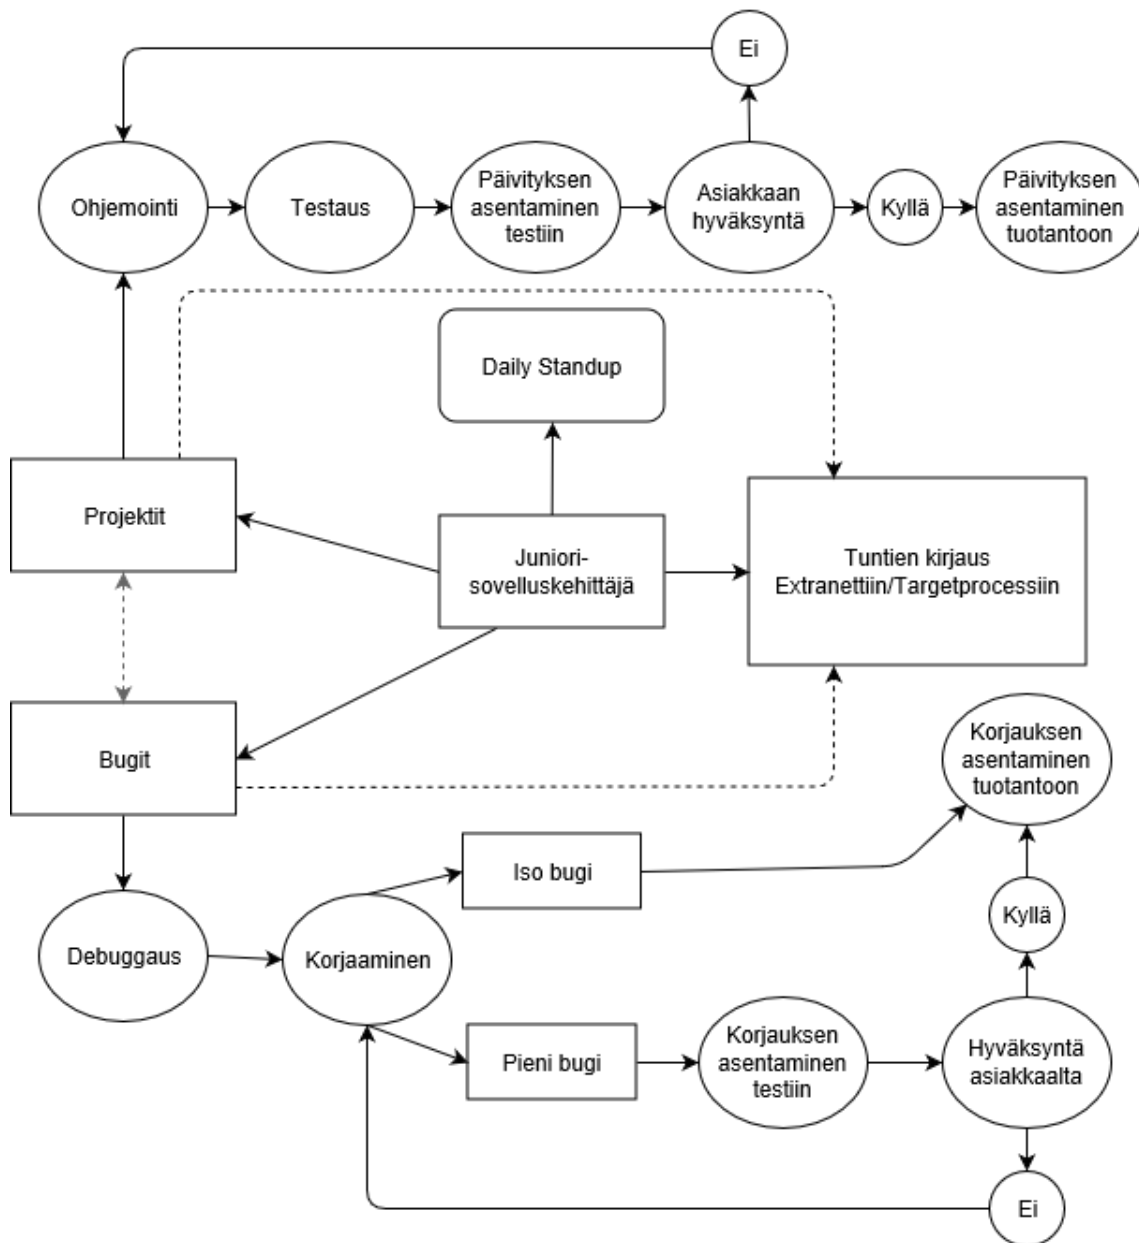 Ei
Ohjemointi
Testaus
Päivityksen
asentaminen
testiin
Asiakkaan
hyväksyntä
Kyllä
Päivityksen
asentaminen
tuotantoon
Daily Standup
Projektit
Juniori-
sovelluskehittäjä
Tuntien kirjaus
Extranettiin/Targetprocessiin
Bugit
Korjauksen
asentaminen
tuotantoon
Iso bugi
Kyllä
Debuggaus
Korjaaminen
Pieni bugi
Korjauksen
asentaminen
testiin
Hyväksyntä
asiakkaalta
Ei